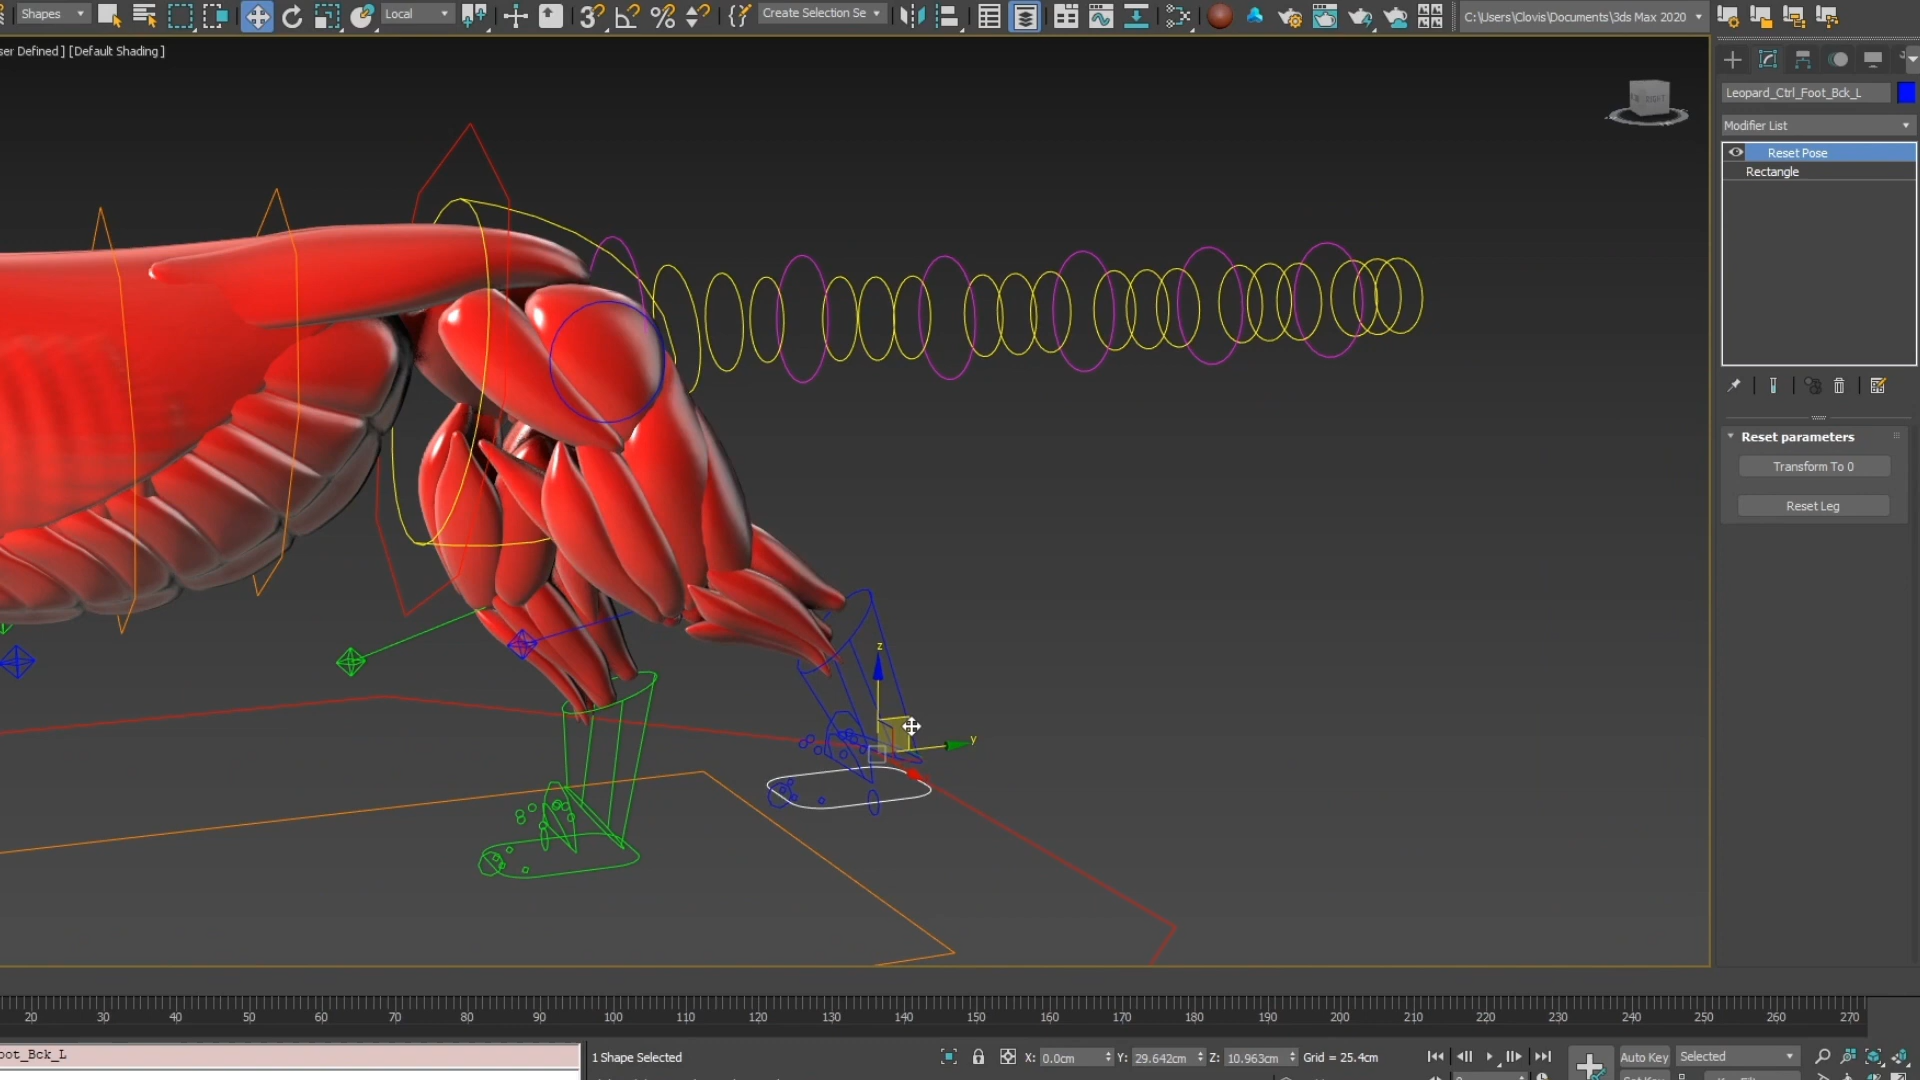 Shapes
Local
Create Selection Se
C:\Users\Clovis\Documents\3ds Max 2020
ser Defined ] [Default Shading ]
RIGHT
Leopard_Ctrl_Foot_Bck_L
Modifier List
Reset Pose
Rectangle
Reset parameters
Transform To 0
Reset Leg
z
y
20 30 40 50 60 70 80 90 100 110 120 130 140 150 160 170 180 190 200 210 220 230 240 250 260 270
oot_Bck_L
1 Shape Selected
X: 0.0cm Y: 29.642cm Z: 10.963cm Grid = 25.4cm
Auto Key Selected